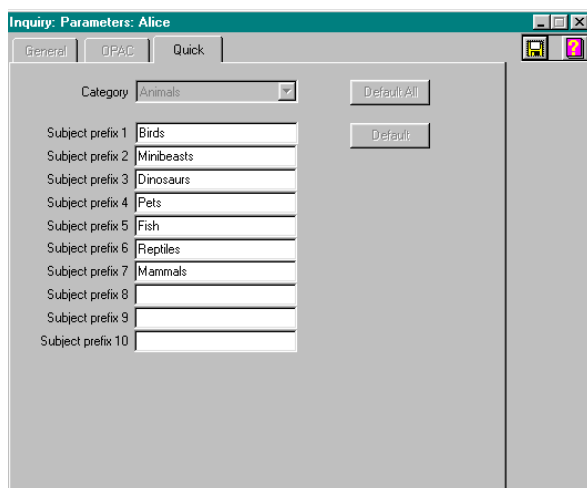 Inquiry: Parameters: Alice
General OPAC Quick
Category Animals Default All
Subject prefix 1 Birds Default
Subject prefix 2 Minibeasts
Subject prefix 3 Dinosaurs
Subject prefix 4 Pets
Subject prefix 5 Fish
Subject prefix 6 Reptiles
Subject prefix 7 Mammals
Subject prefix 8
Subject prefix 9
Subject prefix 10